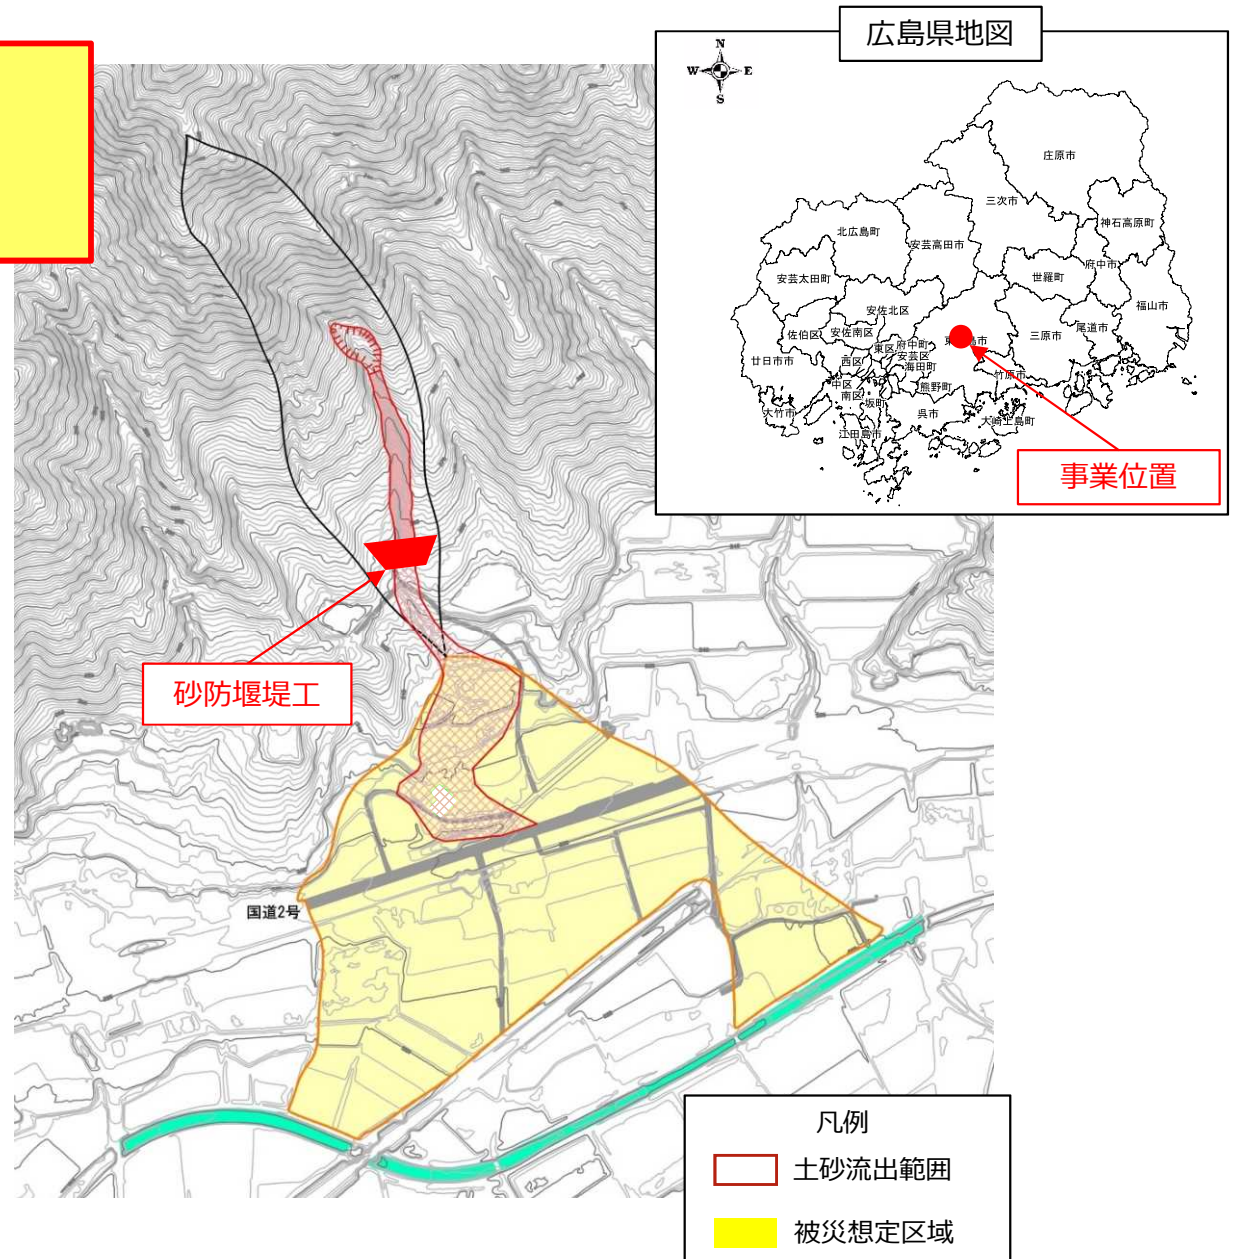 広島県地図
N
W E
S
庄原市
三次市
神石高原町
北広島町
安芸高田市
府中市
世羅町
安芸太田町
福山市
安佐北区
佐伯区
安佐南区
尾道市
三原市
東区
府中町
安芸区
海田町
西区
廿日市市
竹原市
中区
南区
熊野町
坂町
大竹市
呉市
大崎上島町
江田島市
事業位置
砂防堰堤工
国道2号
凡例
土砂流出範囲
被災想定区域